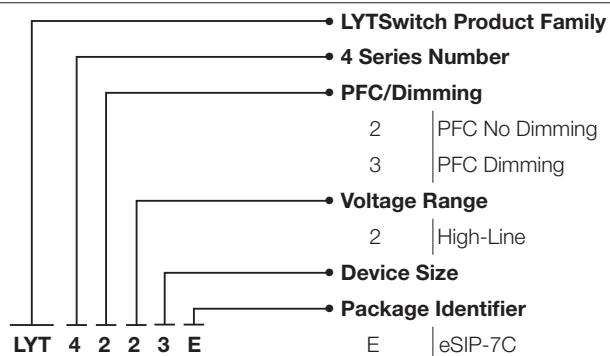 LYTSwitch Product Family
4 Series Number
PFC/Dimming
2 PFC No Dimming
3 PFC Dimming
Voltage Range
2 High-Line
Device Size
Package Identifier
LYT 4 2 2 3 E E eSIP-7C